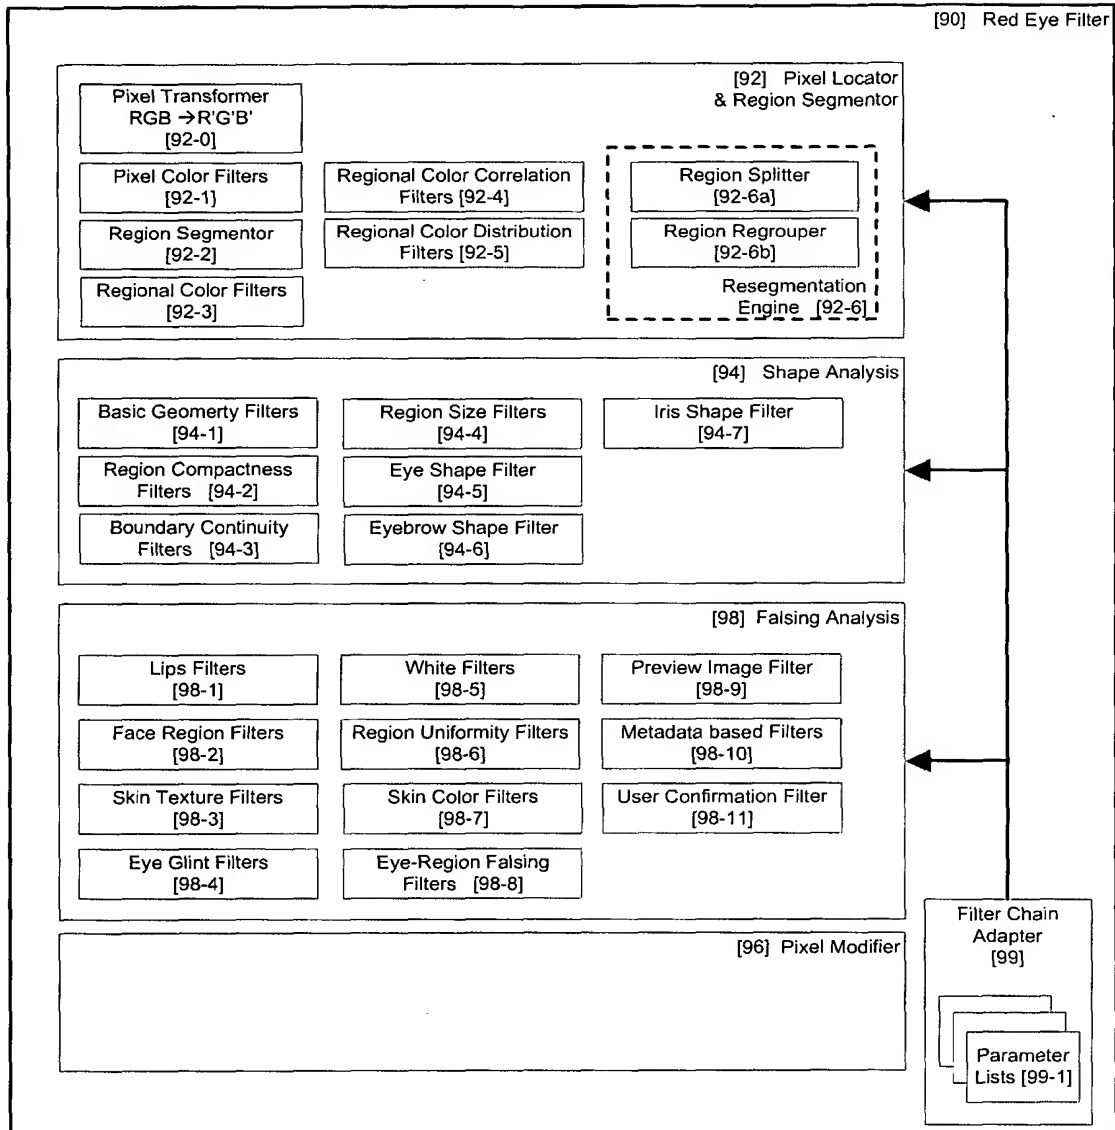 [90] Red Eye Filter
[92] Pixel Locator
& Region Segmentor
Pixel Transformer
RGB →R'G'B'
[92-0]
Pixel Color Filters
[92-1]
Region Segmentor
[92-2]
Regional Color Filters
[92-3]
Regional Color Correlation
Filters [92-4]
Regional Color Distribution
Filters [92-5]
Region Splitter
[92-6a]
Region Regrouper
[92-6b]
Resegmentation
Engine [92-6]
[94] Shape Analysis
Basic Geomerty Filters
[94-1]
Region Compactness
Filters [94-2]
Boundary Continuity
Filters [94-3]
Region Size Filters
[94-4]
Eye Shape Filter
[94-5]
Eyebrow Shape Filter
[94-6]
Iris Shape Filter
[94-7]
[98] Falsing Analysis
Lips Filters
[98-1]
Face Region Filters
[98-2]
Skin Texture Filters
[98-3]
Eye Glint Filters
[98-4]
White Filters
[98-5]
Region Uniformity Filters
[98-6]
Skin Color Filters
[98-7]
Eye-Region Falsing
Filters [98-8]
Preview Image Filter
[98-9]
Metadata based Filters
[98-10]
User Confirmation Filter
[98-11]
[96] Pixel Modifier
Filter Chain
Adapter
[99]
Parameter
Lists [99-1]